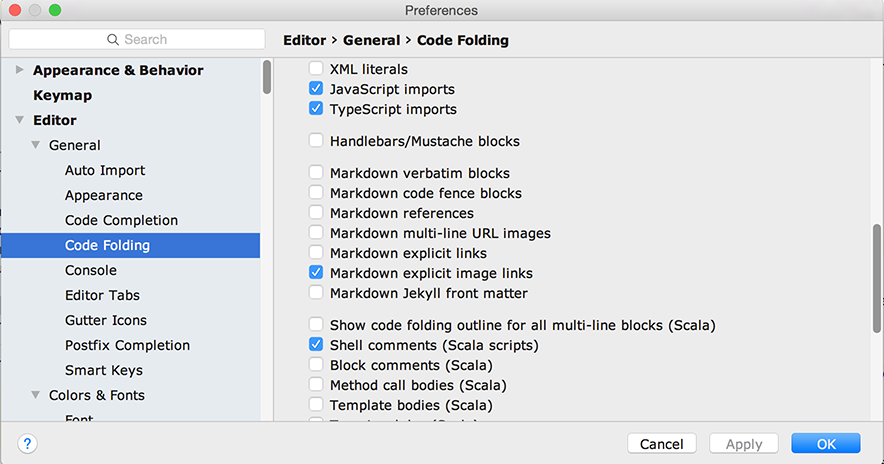 Preferences
Search
Editor › General › Code Folding
Appearance & Behavior
Keymap
Editor
General
Auto Import
Appearance
Code Completion
Code Folding
Console
Editor Tabs
Gutter Icons
Postfix Completion
Smart Keys
Colors & Fonts
Font
XML literals
JavaScript imports
TypeScript imports
Handlebars/Mustache blocks
Markdown verbatim blocks
Markdown code fence blocks
Markdown references
Markdown multi-line URL images
Markdown explicit links
Markdown explicit image links
Markdown Jekyll front matter
Show code folding outline for all multi-line blocks (Scala)
Shell comments (Scala scripts)
Block comments (Scala)
Method call bodies (Scala)
Template bodies (Scala)
?
Cancel
Apply
OK